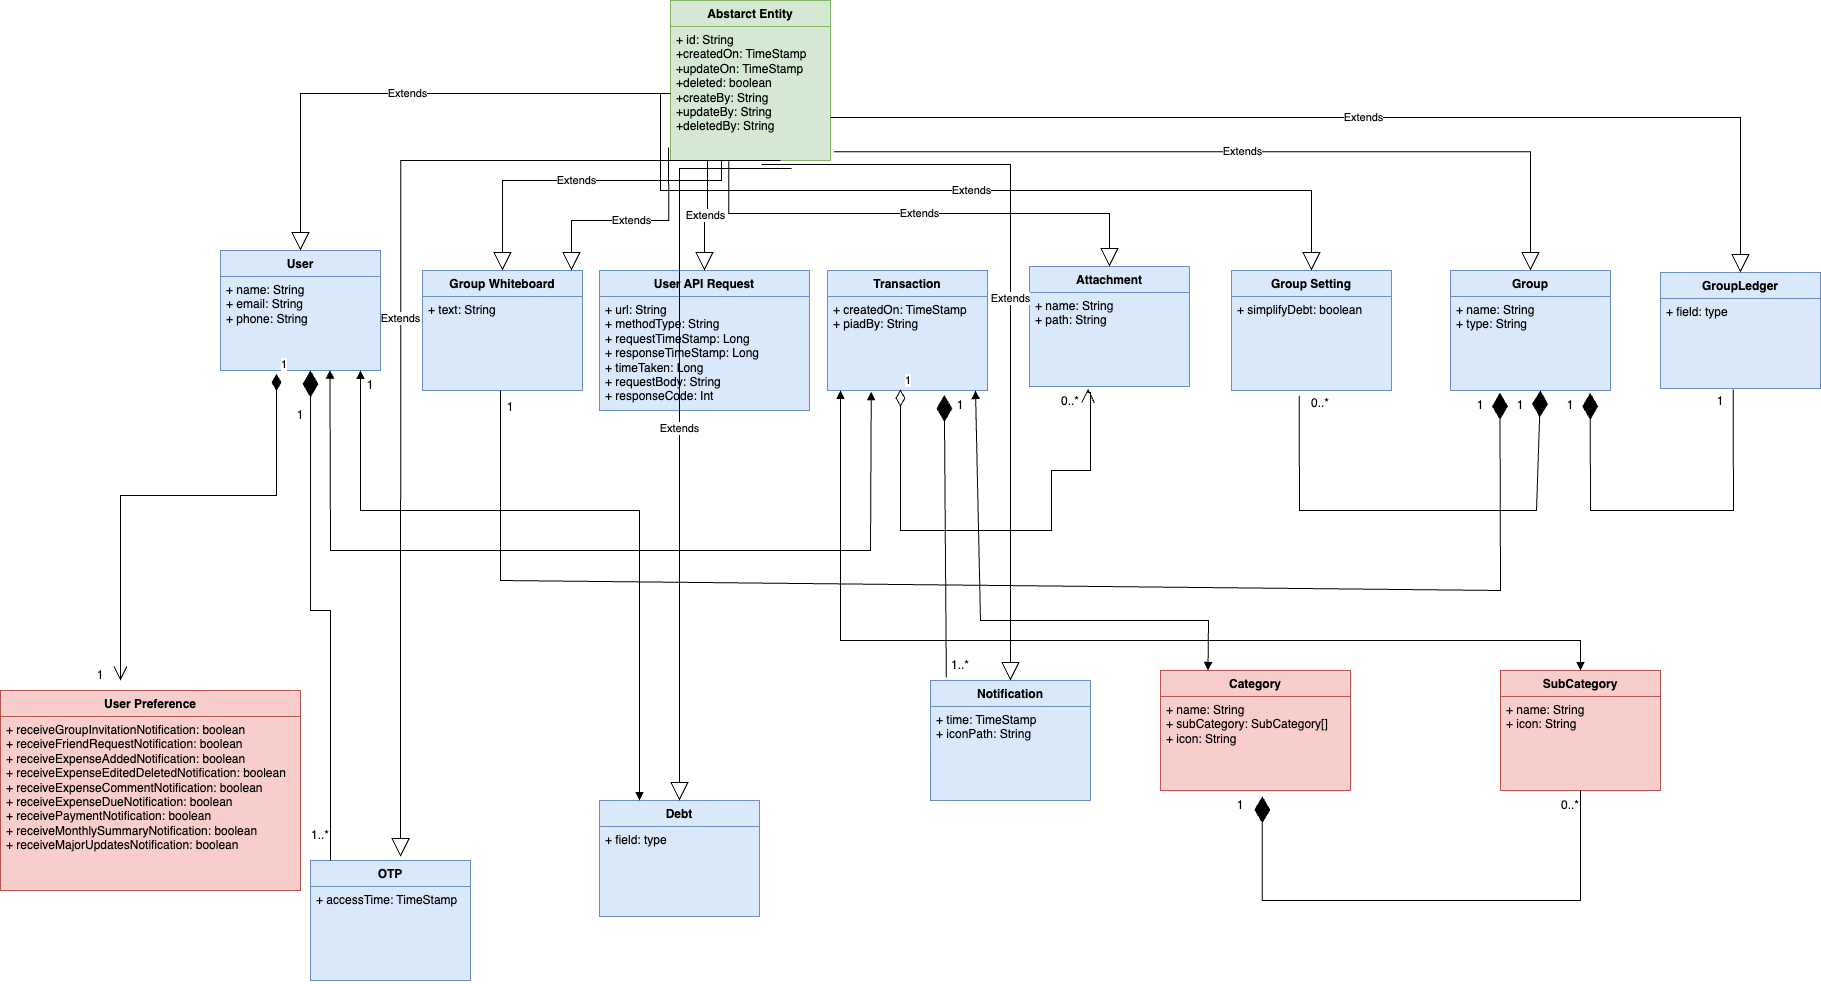 Abstarct Entity
+ id: String
+createdOn: TimeStamp
+updateOn: TimeStamp
+deleted: boolean
+createBy: String
+updateBy: String
+deletedBy: String
Extends
Extends
Extends
Extends
Extends
Extends
Extends
Extends
Extends
Extends
Extends
User
+ name: String
+ email: String
+ phone: String
Group Whiteboard
+ text: String
User API Request
+ url: String
+ methodType: String
+ requestTimeStamp: Long
+ responseTimeStamp: Long
+ timeTaken: Long
+ requestBody: String
+ responseCode: Int
Transaction
+ createdOn: TimeStamp
+ piadBy: String
Attachment
+ name: String
+ path: String
Group Setting
+ simplifyDebt: boolean
Group
+ name: String
+ type: String
GroupLedger
+ field: type
1
1
1
1
1
1
0..*
0..*
1
1
1
1
Extends
1
1..*
User Preference
+ receiveGroupInvitationNotification: boolean
+ receiveFriendRequestNotification: boolean
+ receiveExpenseAddedNotification: boolean
+ receiveExpenseEditedDeletedNotification: boolean
+ receiveExpenseCommentNotification: boolean
+ receiveExpenseDueNotification: boolean
+ receivePaymentNotification: boolean
+ receiveMonthlySummaryNotification: boolean
+ receiveMajorUpdatesNotification: boolean
Notification
+ time: TimeStamp
+ iconPath: String
Category
+ name: String
+ subCategory: SubCategory[]
+ icon: String
SubCategory
+ name: String
+ icon: String
1
0..*
1..*
OTP
+ accessTime: TimeStamp
Debt
+ field: type